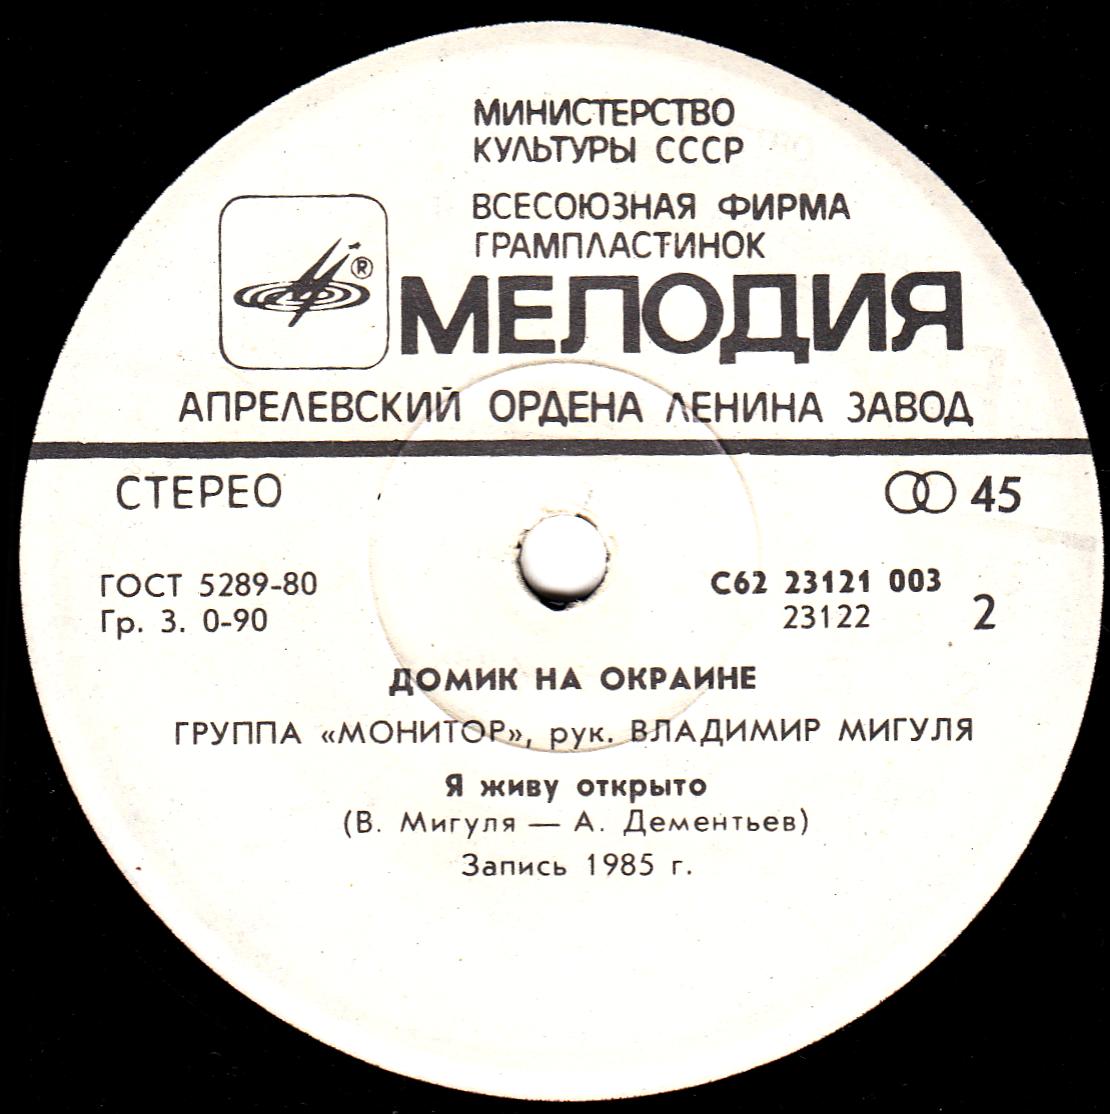 МИНИСТЕРСТВО
КУЛЬТУРЫ СССР
ВСЕСОЮЗНАЯ ФИРМА
ГРАМПЛАСТИНОК
®
МЕЛОДИЯ
АПРЕЛЕВСКИЙ ОРДЕНА ЛЕНИНА ЗАВОД
СТЕРЕО
45
ГОСТ 5289-80
Гр. 3. 0-90
С62 23121 003
23122
2
ДОМИК НА ОКРАИНЕ
ГРУППА «МОНИТОР», рук. ВЛАДИМИР МИГУЛЯ
Я живу открыто
(В. Мигуля — А. Дементьев)
Запись 1985 г.